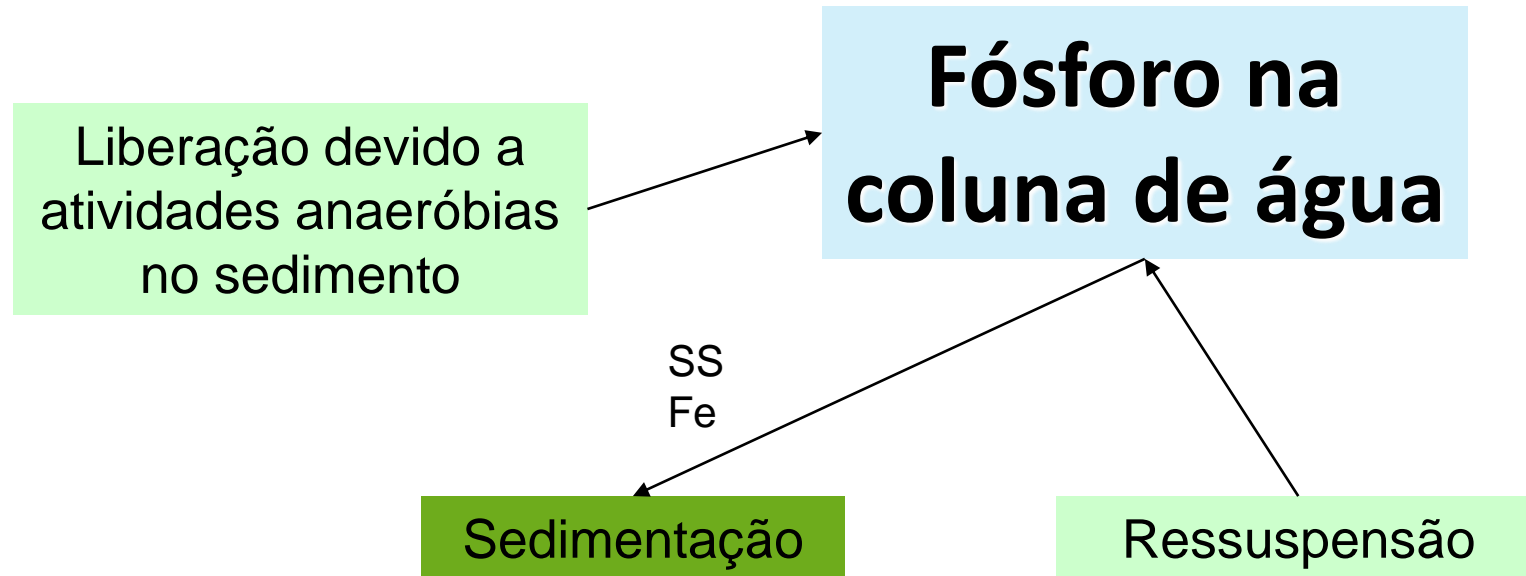 Fósforo na
coluna de água
Liberação devido a
atividades anaeróbias
no sedimento
SS
Fe
Sedimentação
Ressuspensão